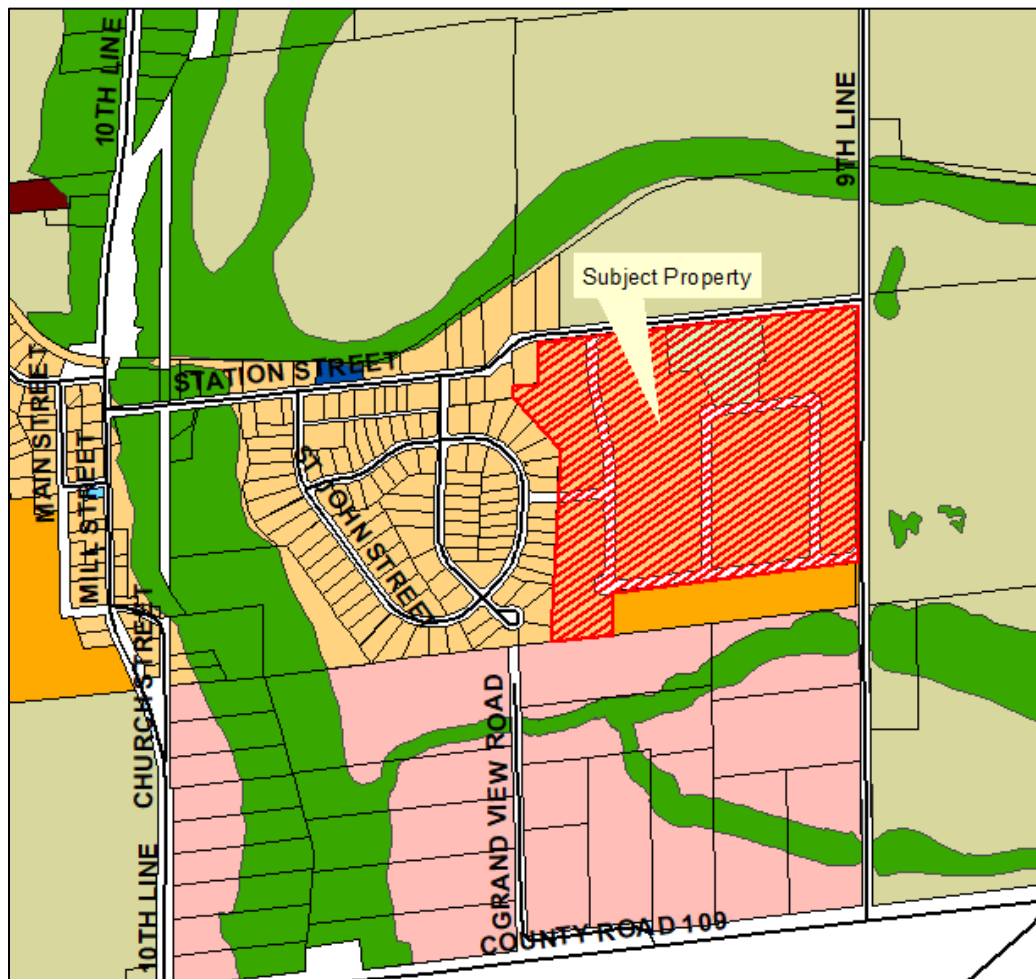 10TH LINE
9TH LINE
Subject Property
STATION STREET
MAIN STREET
MILL STREET
ST. JOHN STREET
CHURCH STREET
GRAND VIEW ROAD
10TH LINE
COUNTY ROAD 109